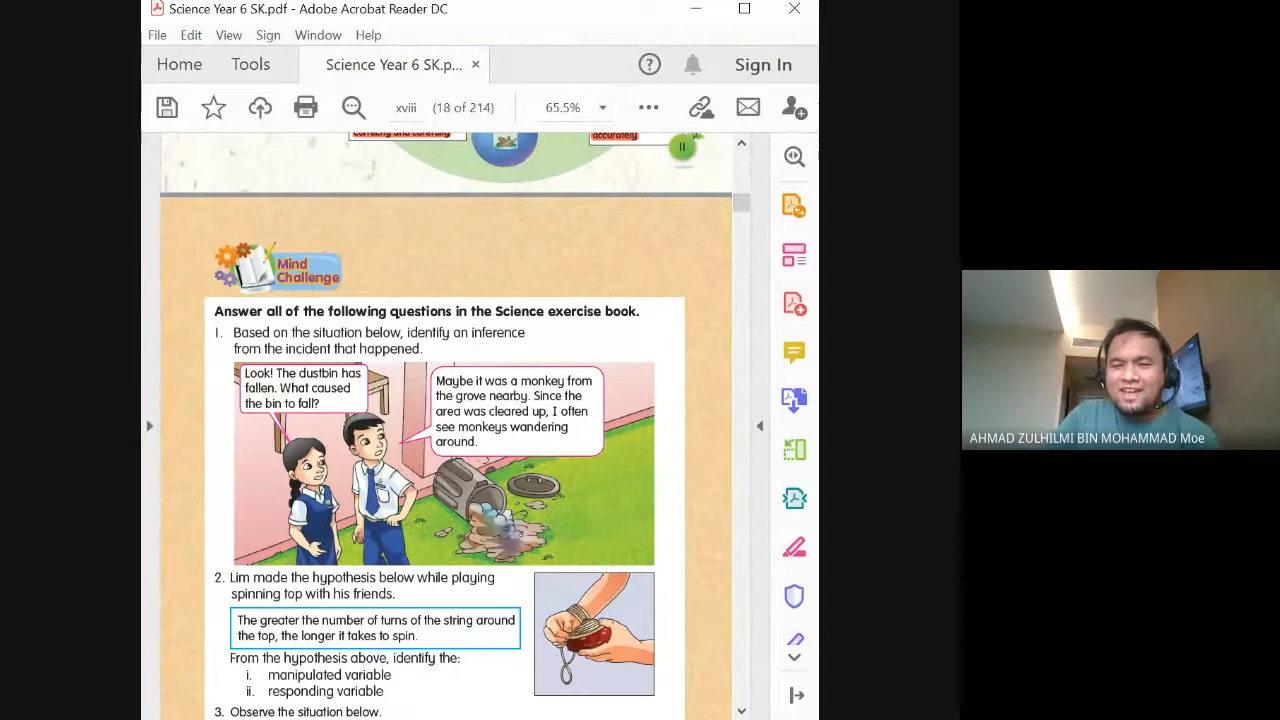 Science Year 6 SK.pdf - Adobe Acrobat Reader DC
File Edit View Sign Window Help
Home Tools Science Year 6 SK.p... × Sign In
xviii (18 of 214) 65.5%
correctly and carefully
accurately
II
Mind
Challenge
Answer all of the following questions in the Science exercise book.
1. Based on the situation below, identify an inference
from the incident that happened.
Look! The dustbin has
fallen. What caused
the bin to fall?
Maybe it was a monkey from
the grove nearby. Since the
area was cleared up, I often
see monkeys wandering
around.
2. Lim made the hypothesis below while playing
spinning top with his friends.
The greater the number of turns of the string around
the top, the longer it takes to spin.
From the hypothesis above, identify the:
i. manipulated variable
ii. responding variable
3. Observe the situation below.
AHMAD ZULHILMI BIN MOHAMMAD Moe